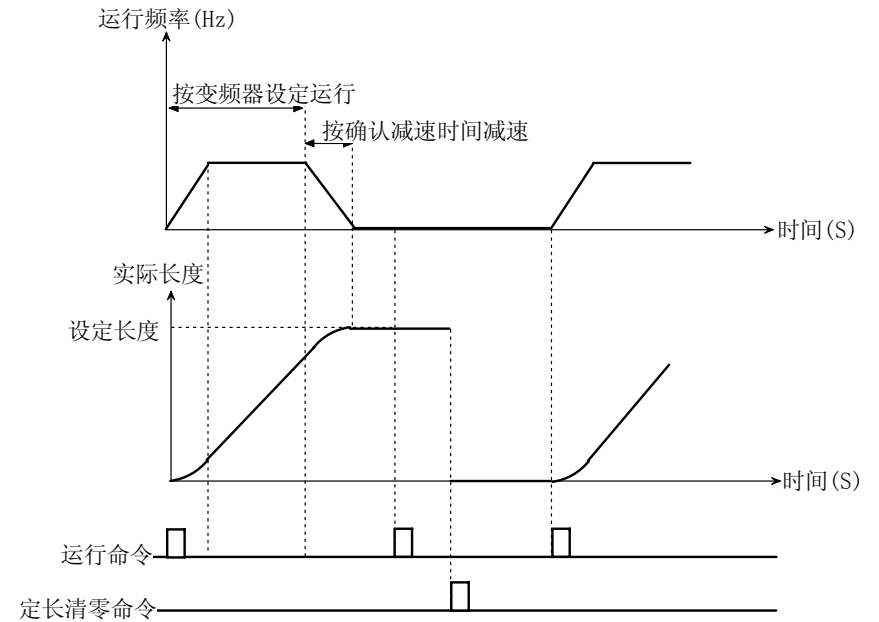 运行频率(Hz)
按变频器设定运行
按确认减速时间减速
时间(S)
实际长度
设定长度
时间(S)
运行命令
定长清零命令